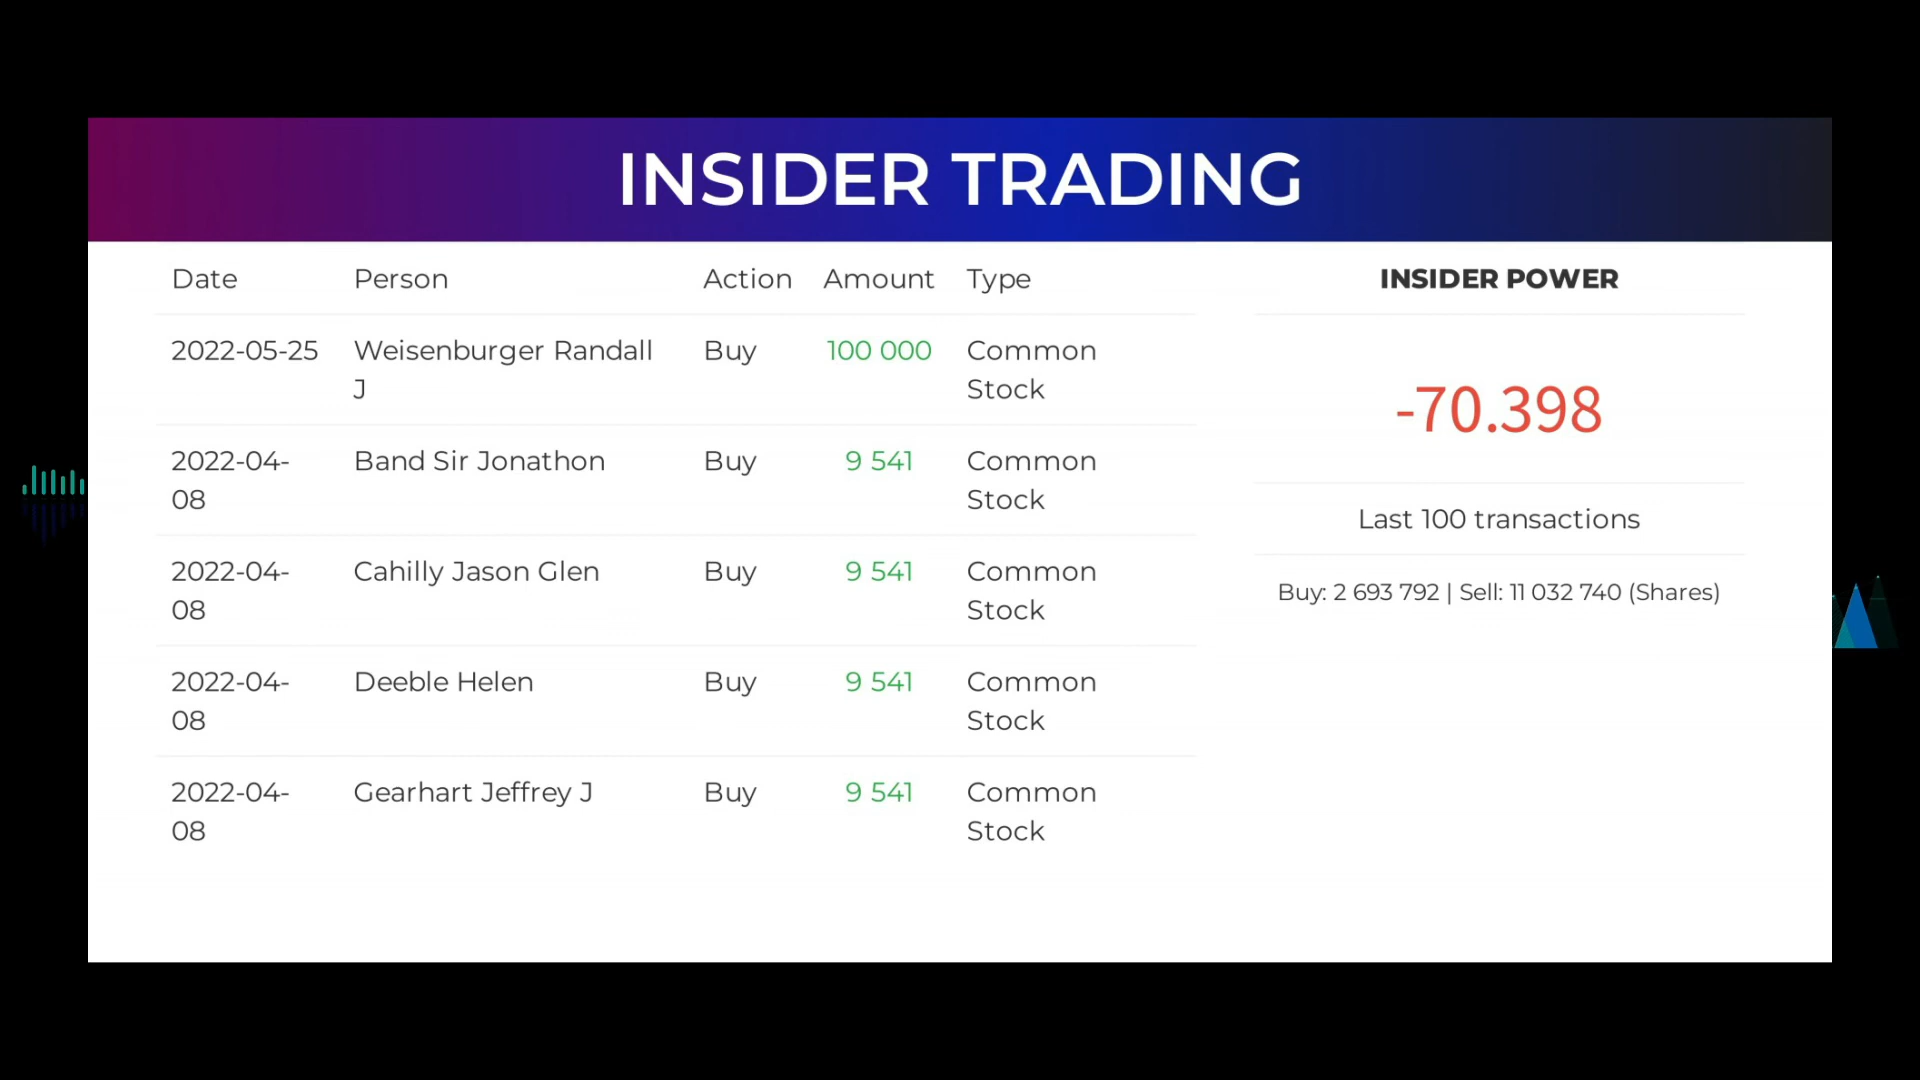 INSIDER TRADING
Date Person Action Amount Type
2022-05-25 Weisenburger Randall Buy 100 000 Common
J Stock
2022-04- Band Sir Jonathon Buy 9 541 Common
08 Stock
2022-04- Cahilly Jason Glen Buy 9 541 Common
08 Stock
2022-04- Deeble Helen Buy 9 541 Common
08 Stock
2022-04- Gearhart Jeffrey J Buy 9 541 Common
08 Stock
INSIDER POWER
-70.398
Last 100 transactions
Buy: 2 693 792 | Sell: 11 032 740 (Shares)